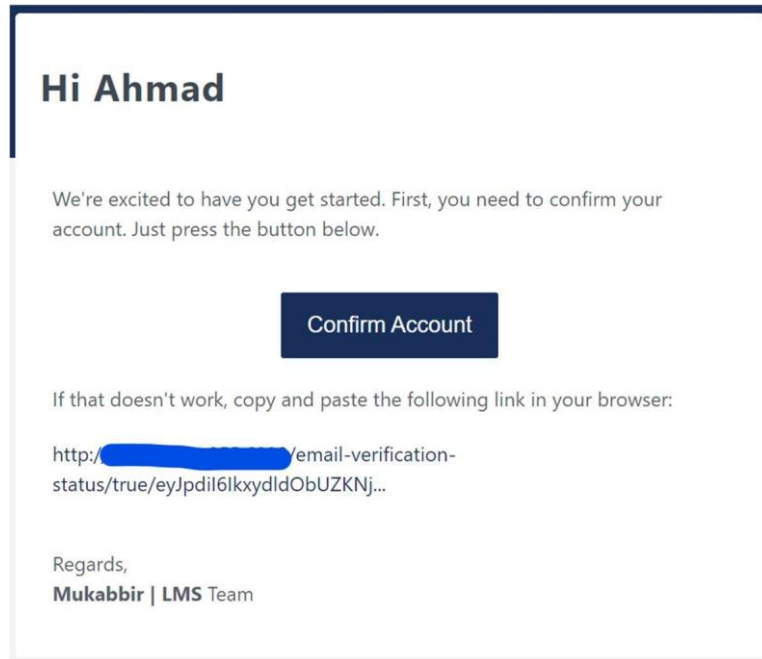 Hi Ahmad
We're excited to have you get started. First, you need to confirm your
account. Just press the button below.
Confirm Account
If that doesn't work, copy and paste the following link in your browser:
http:/ /email-verification-
status/true/eyJpdiI6IkxydldObUZKNj...
Regards,
Mukabbir | LMS Team